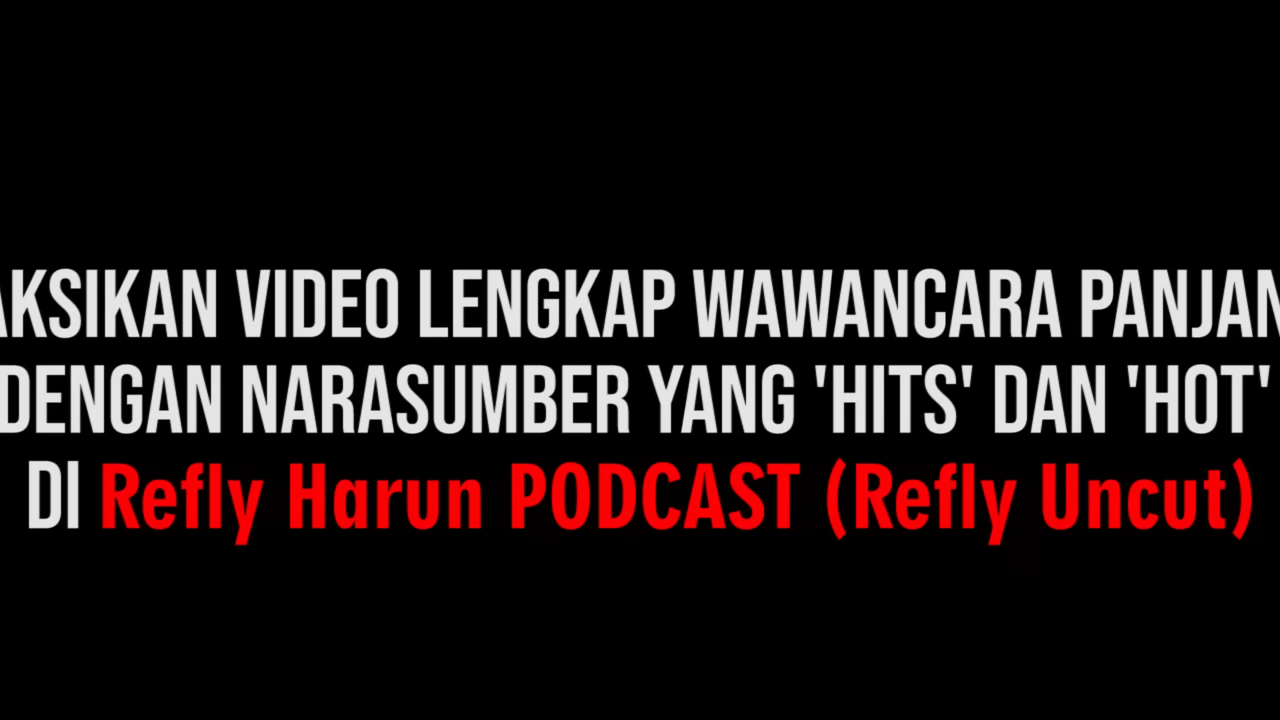 AKSIKAN VIDEO LENGKAP WAWANCARA PANJAN
DENGAN NARASUMBER YANG 'HITS' DAN 'HOT'
DI Refly Harun PODCAST (Refly Uncut)